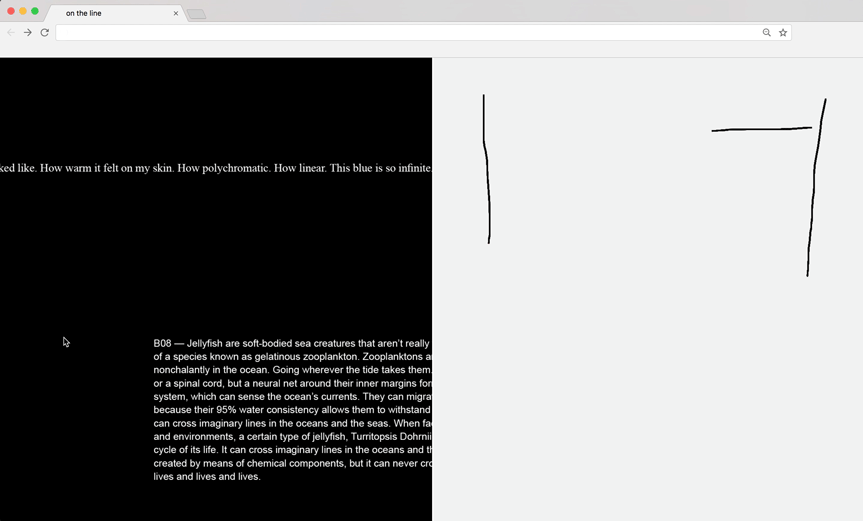 on the line
ked like. How warm it felt on my skin. How polychromatic. How linear. This blue is so infinite.
B08 — Jellyfish are soft-bodied sea creatures that aren't really
of a species known as gelatinous zooplankton. Zooplanktons a
nonchalantly in the ocean. Going wherever the tide takes them.
or a spinal cord, but a neural net around their inner margins for
system, which can sense the ocean's currents. They can migra
because their 95% water consistency allows them to withstand
can cross imaginary lines in the oceans and the seas. When fa
and environments, a certain type of jellyfish, Turritopsis Dohrnii
cycle of its life. It can cross imaginary lines in the oceans and th
created by means of chemical components, but it can never cro
lives and lives and lives.